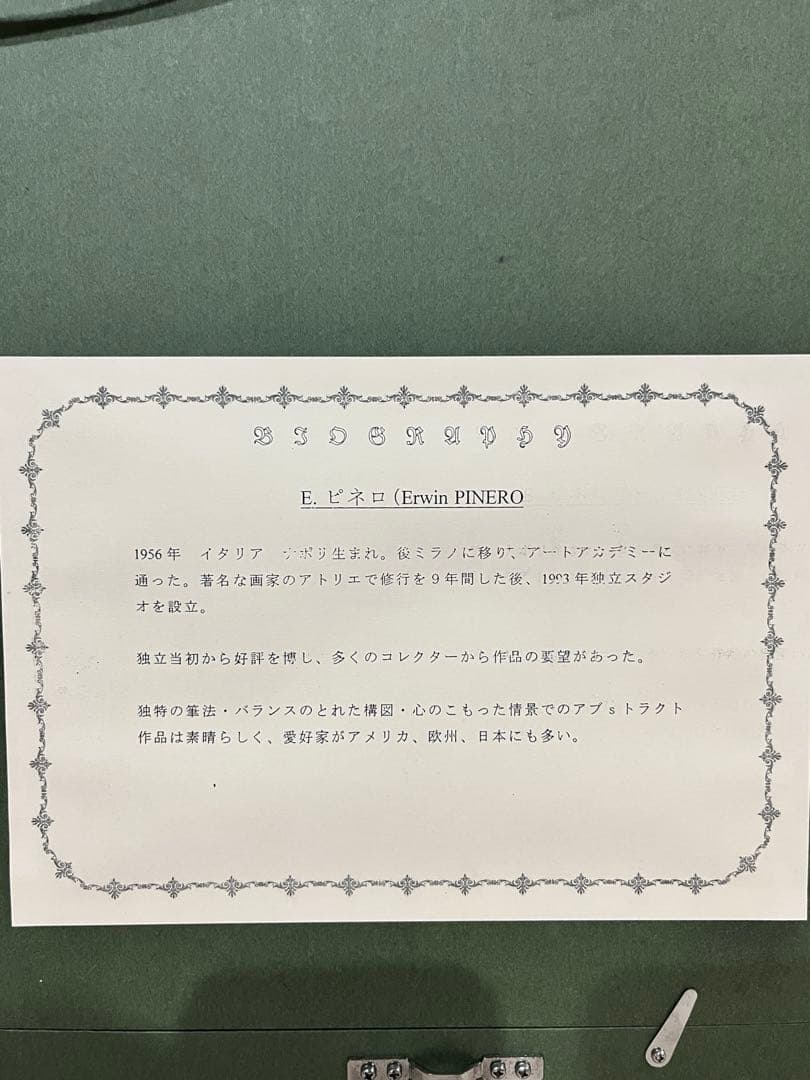 BIOGRAPHY
E. ピネロ(Erwin PINERO
1956 年　イタリア　ナポリ生まれ。後ミラノに移り、アートアカデミーに
通った。著名な画家のアトリエで修行を９年間した後、1993 年独立スタジ
オを設立。
独立当初から好評を博し、多くのコレクターから作品の要望があった。
独特の筆法・バランスのとれた構図・心のこもった情景でのアブｓトラクト
作品は素晴らしく、愛好家がアメリカ、欧州、日本にも多い。